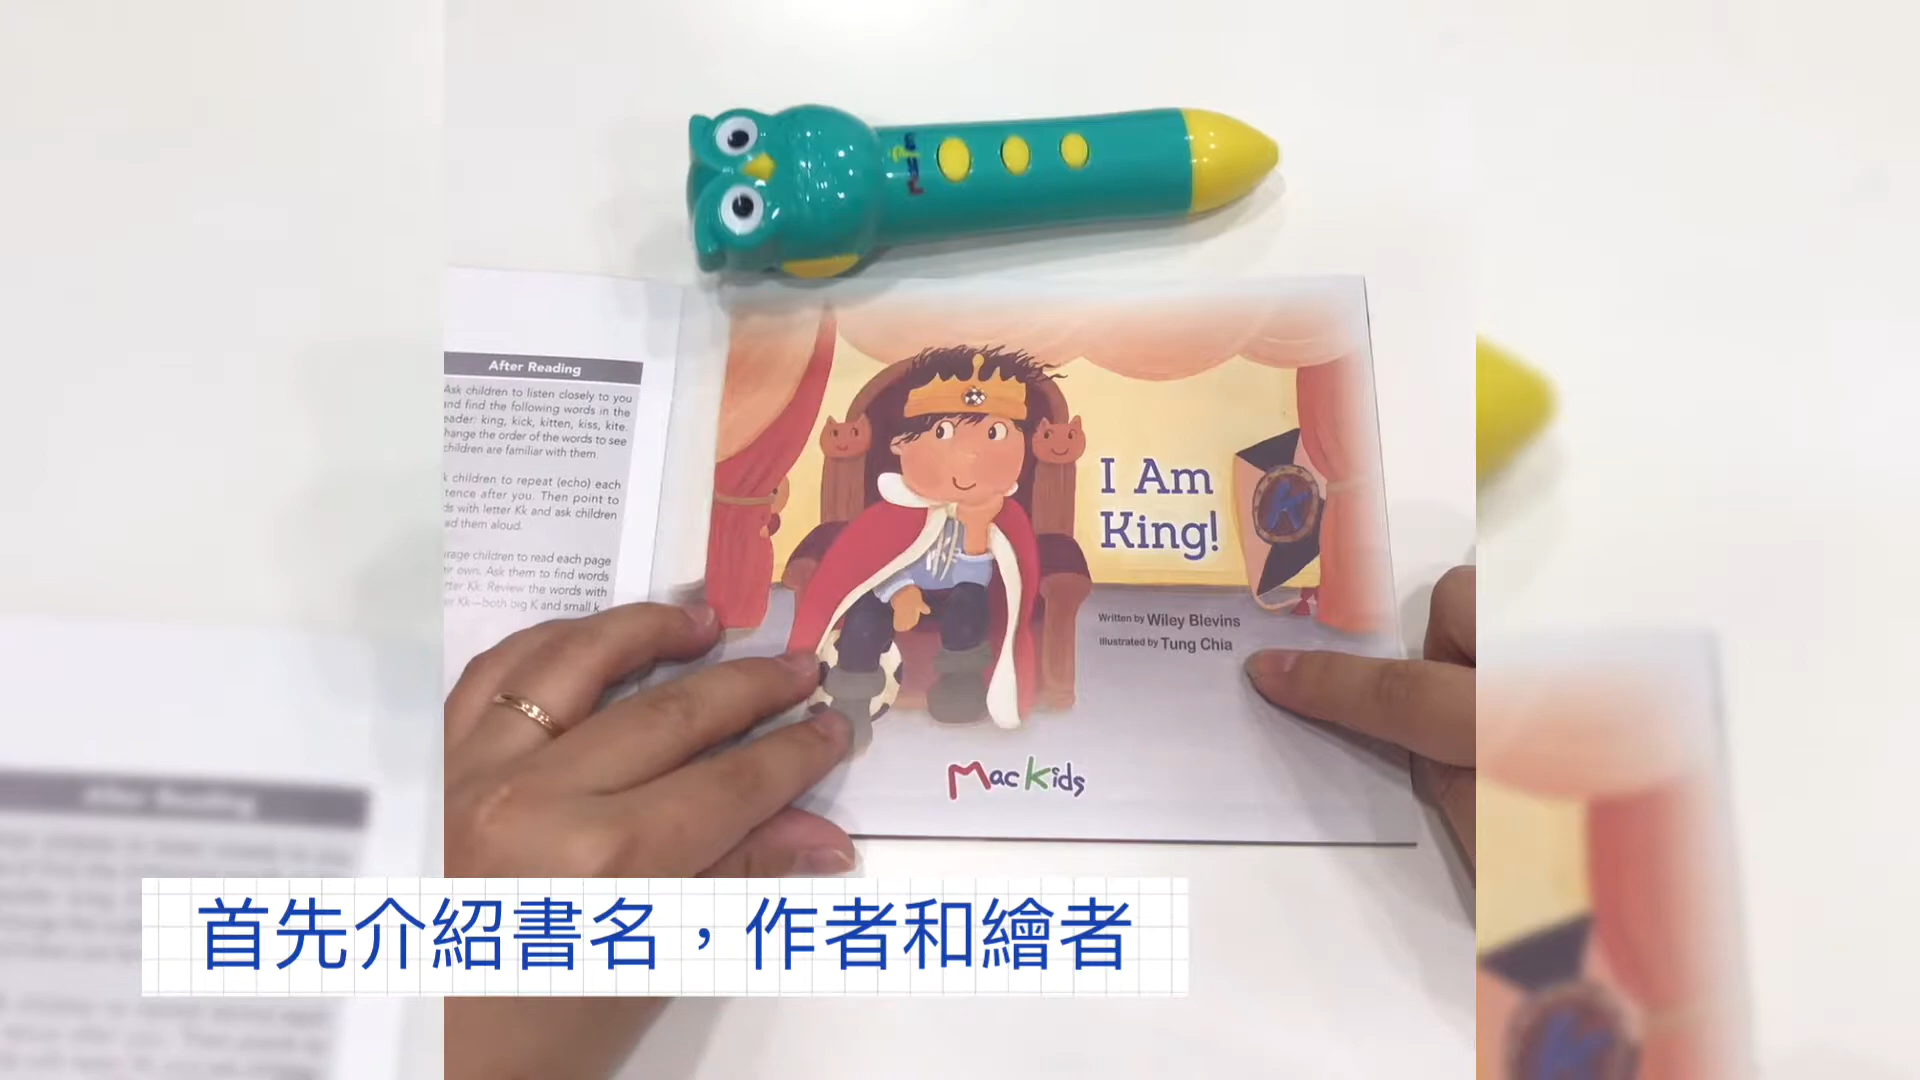 After Reading
Ask children to listen closely to you
and find the following words in the
eader: king, kick, kitten, kiss, kite.
hange the order of the words to see
children are familiar with them.
k children to repeat (echo) each
tence after you. Then point to
ds with letter Kk and ask children
ad them aloud.
urage children to read each page
ir own. Ask them to find words
tter Kk. Review the words with
er Kk—both big K and small k.
I Am
King!
k
Written by Wiley Blevins
Illustrated by Tung Chia
Mac Kids
首先介紹書名，作者和繪者